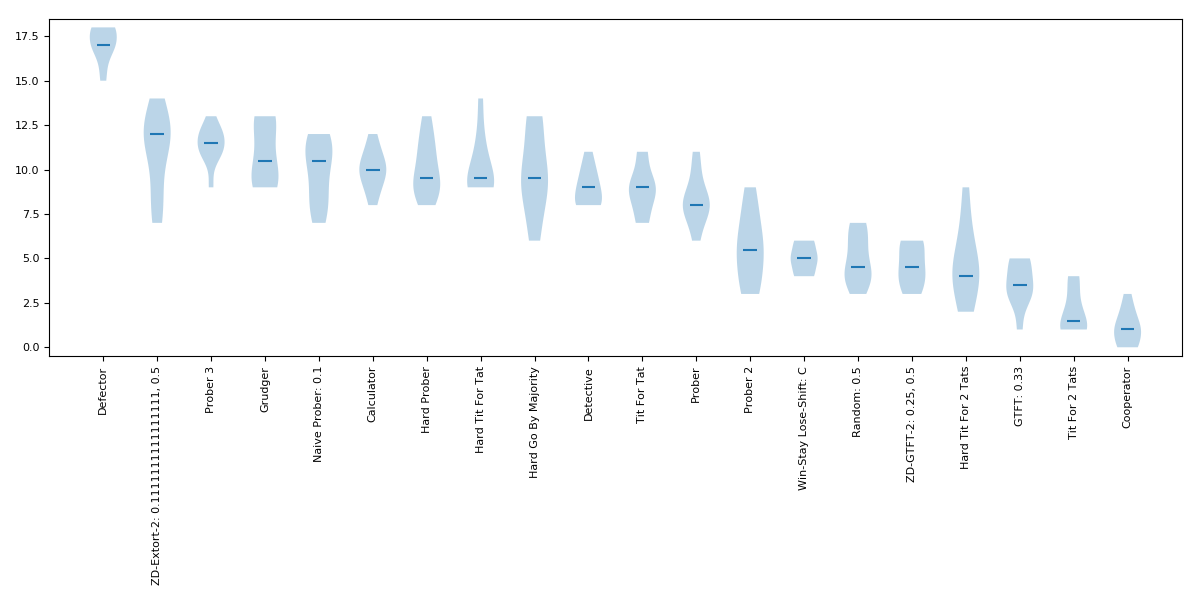 17.5
15.0
12.5
10.0
7.5
5.0
2.5
0.0
Defector
ZD-Extort-2: 0.1111111111111111, 0.5
Prober 3
Grudger
Naive Prober: 0.1
Calculator
Hard Prober
Hard Tit For Tat
Hard Go By Majority
Detective
Tit For Tat
Prober
Prober 2
Win-Stay Lose-Shift: C
Random: 0.5
ZD-GTFT-2: 0.25, 0.5
Hard Tit For 2 Tats
GTFT: 0.33
Tit For 2 Tats
Cooperator